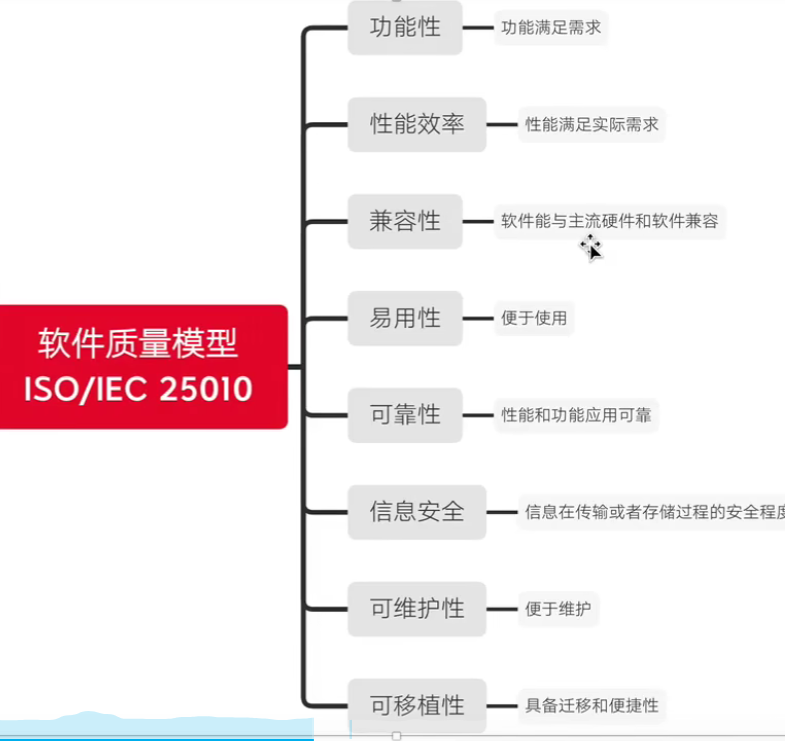 功能性
功能满足需求
性能效率
性能满足实际需求
兼容性
软件能与主流硬件和软件兼容
易用性
便于使用
软件质量模型
ISO/IEC 25010
可靠性
性能和功能应用可靠
信息安全
信息在传输或者存储过程的安全程度
可维护性
便于维护
可移植性
具备迁移和便捷性